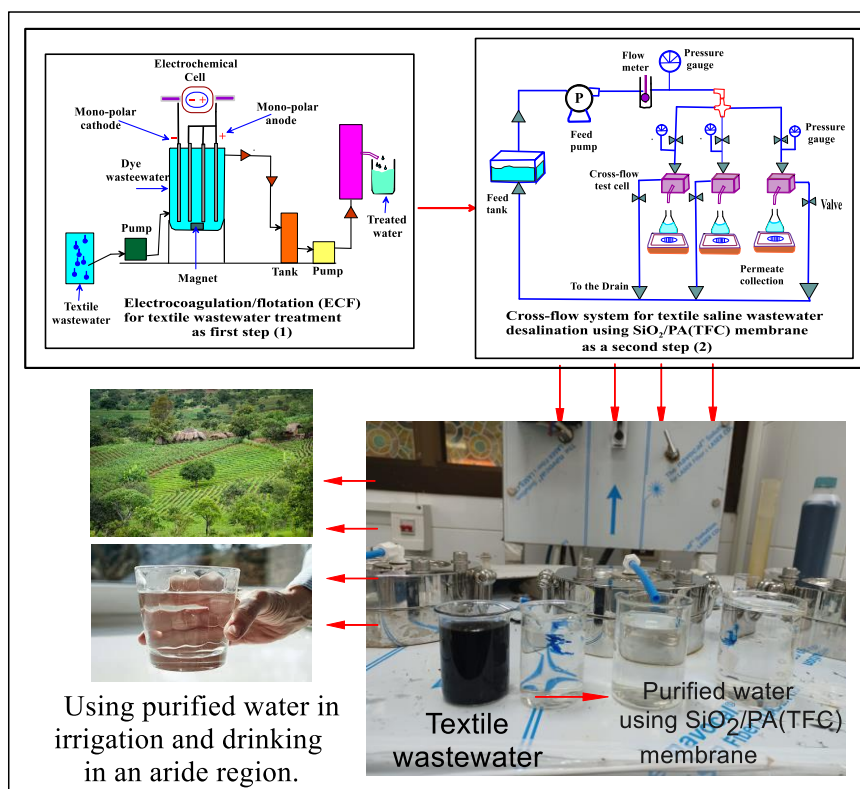 Electrochemical
Cell
Mono-polar
cathode
Mono-polar
anode
- +
-
+
Dye
wasteewater
Pump
Magnet
Tank
Pump
Treated
water
Textile
wastewater
Electrocoagulation/flotation (ECF)
for textile wastewater treatment
as first step (1)
Flow
meter
Pressure
gauge
P
Feed
pump
Pressure
gauge
Feed
tank
Cross-flow
test cell
Valve
Permeate
collection
To the Drain
Cross-flow system for textile saline wastewater
desalination using SiO₂/PA(TFC) membrane
as a second step (2)
Textile
wastewater
Purified water
using SiO₂/PA(TFC)
membrane
Using purified water in
irrigation and drinking
in an aride region.